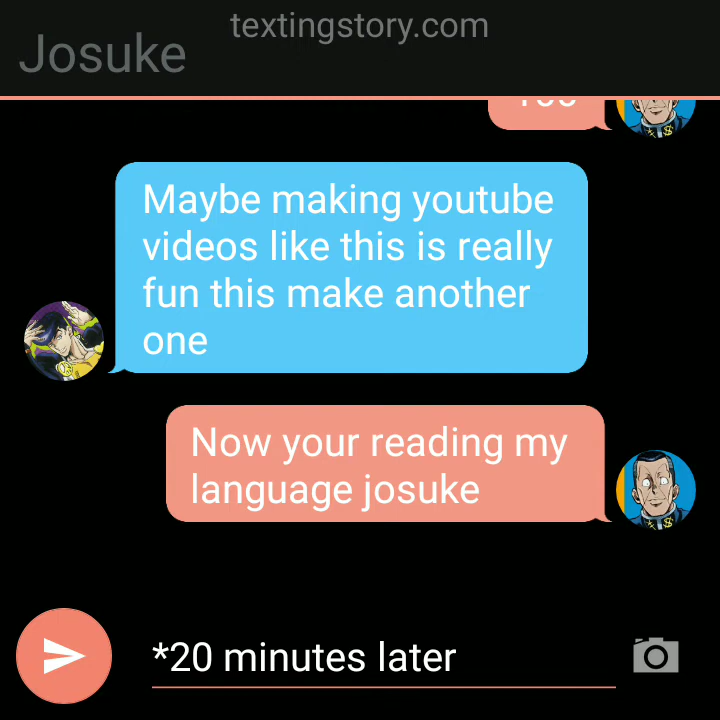 textingstory.com
Josuke
Maybe making youtube
videos like this is really
fun this make another
one
Now your reading my
language josuke
*20 minutes later